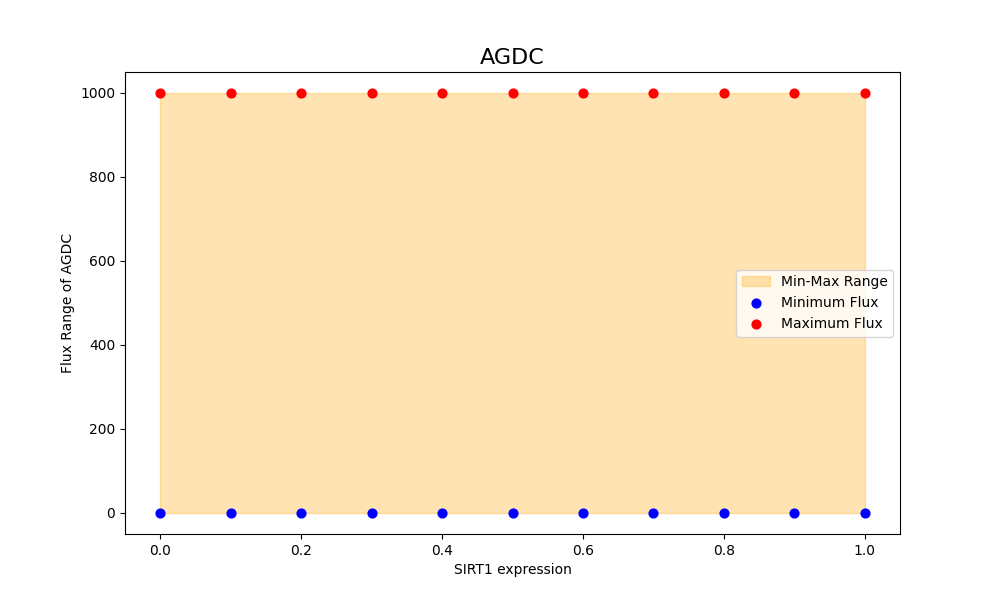 AGDC
Flux Range of AGDC
1000
800
600
400
200
0
Min-Max Range
Minimum Flux
Maximum Flux
0.0 0.2 0.4 0.6 0.8 1.0
SIRT1 expression